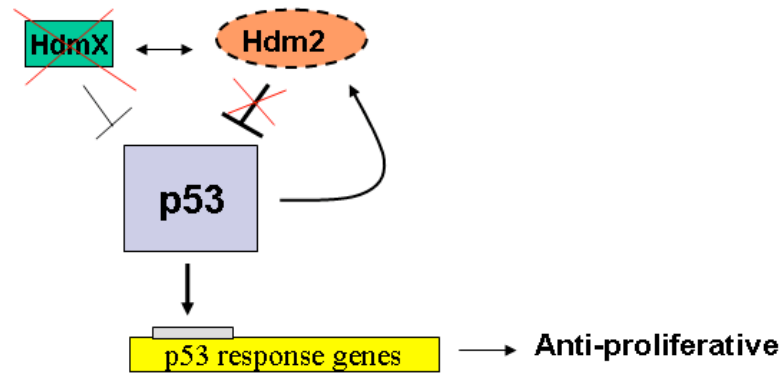 HdmX
Hdm2
p53
p53 response genes
Anti-proliferative